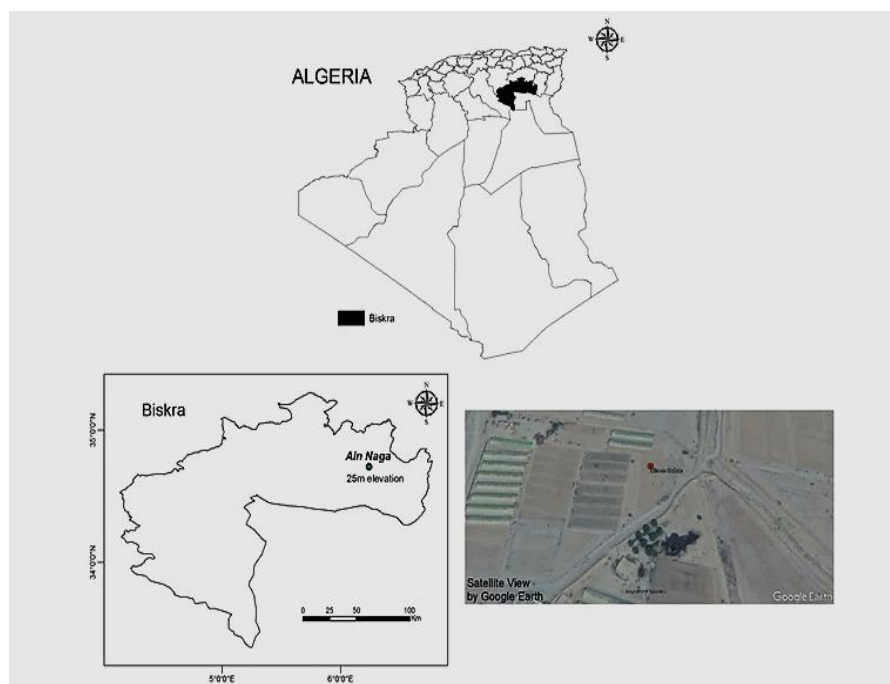 N
W E
S
ALGERIA
Biskra
N
W E
S
Biskra
Ain Naga
25m elevation
35°0'0"N
34°0'0"N
0 25 50 100
Km
5°0'0"E
6°0'0"E
Satellite View
by Google Earth
Google Earth